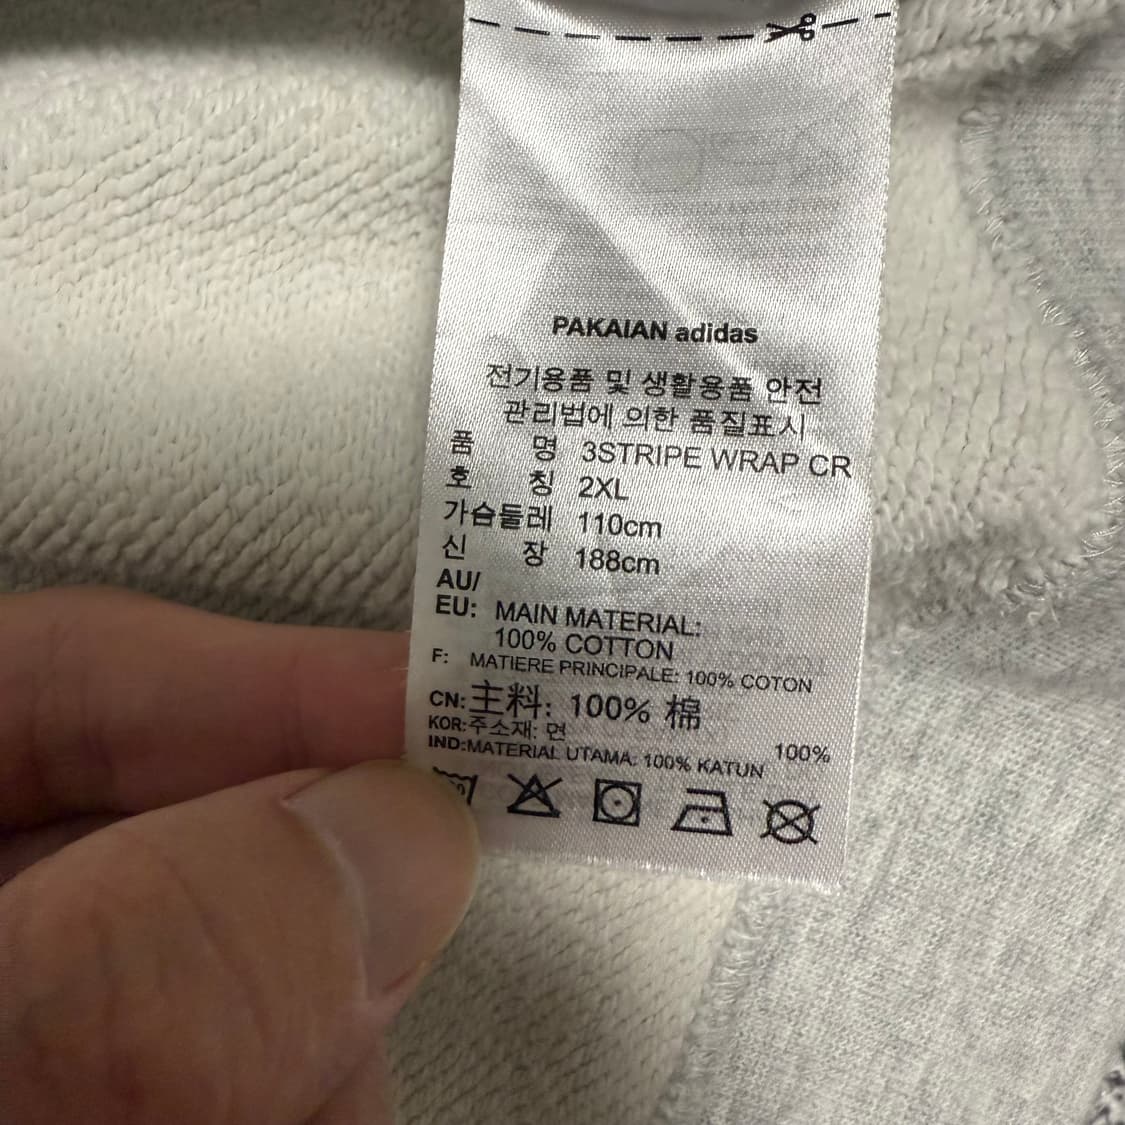 PAKAIAN adidas
전기용품 및 생활용품 안전
관리법에 의한 품질표시
품 명 3STRIPE WRAP CR
호 칭 2XL
가슴둘레 110cm
신 장 188cm
AU/
EU: MAIN MATERIAL:
100% COTTON
F: MATIERE PRINCIPALE: 100% COTON
CN: 主料: 100% 棉
KOR: 주소재: 면 100%
IND: MATERIAL UTAMA: 100% KATUN